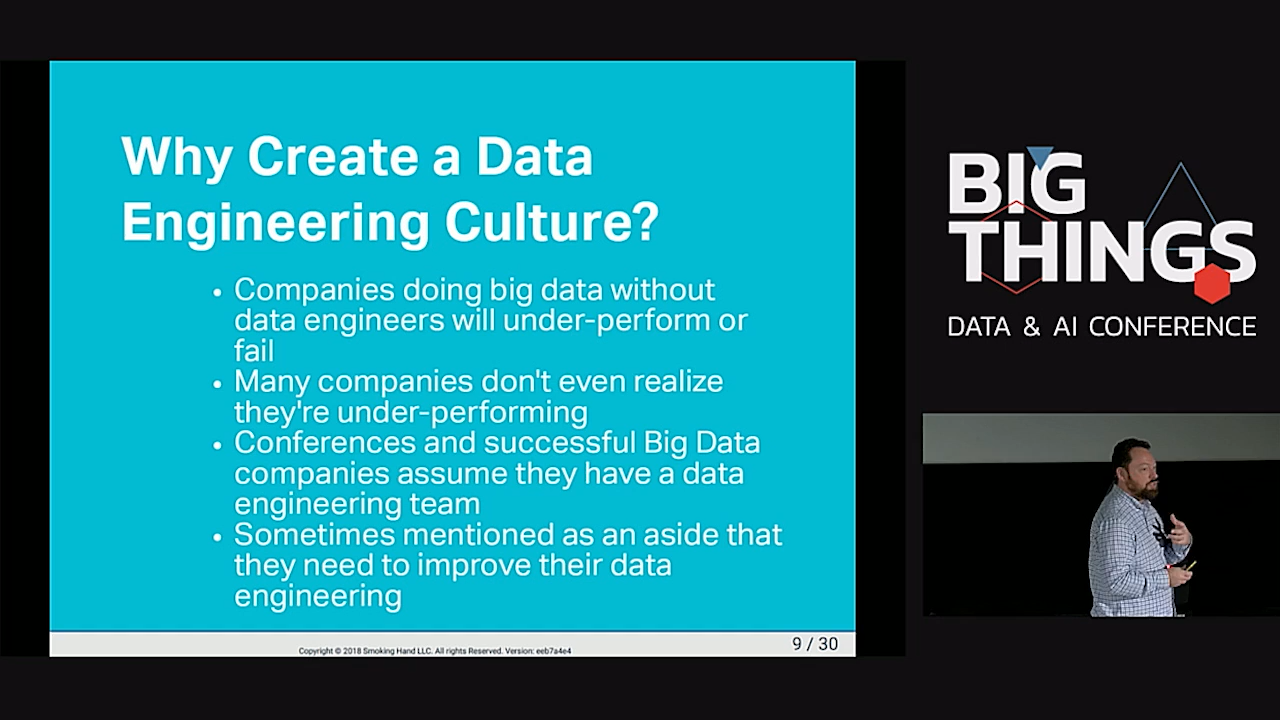 Why Create a Data
Engineering Culture?
• Companies doing big data without
data engineers will under-perform or
fail
• Many companies don't even realize
they're under-performing
• Conferences and successful Big Data
companies assume they have a data
engineering team
• Sometimes mentioned as an aside that
they need to improve their data
engineering
Copyright © 2018 Smoking Hand LLC. All rights Reserved. Version: eeb7a4e4
9 / 30
BIG
THINGS
DATA & AI CONFERENCE